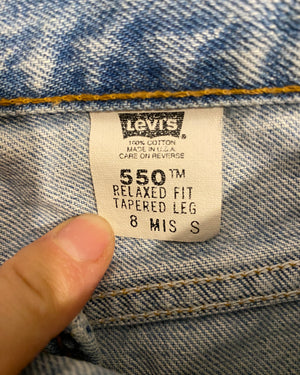 Levi's
100% COTTON
MADE IN U.S.A.
CARE ON REVERSE
550™
RELAXED FIT
TAPERED LEG
8 MIS S